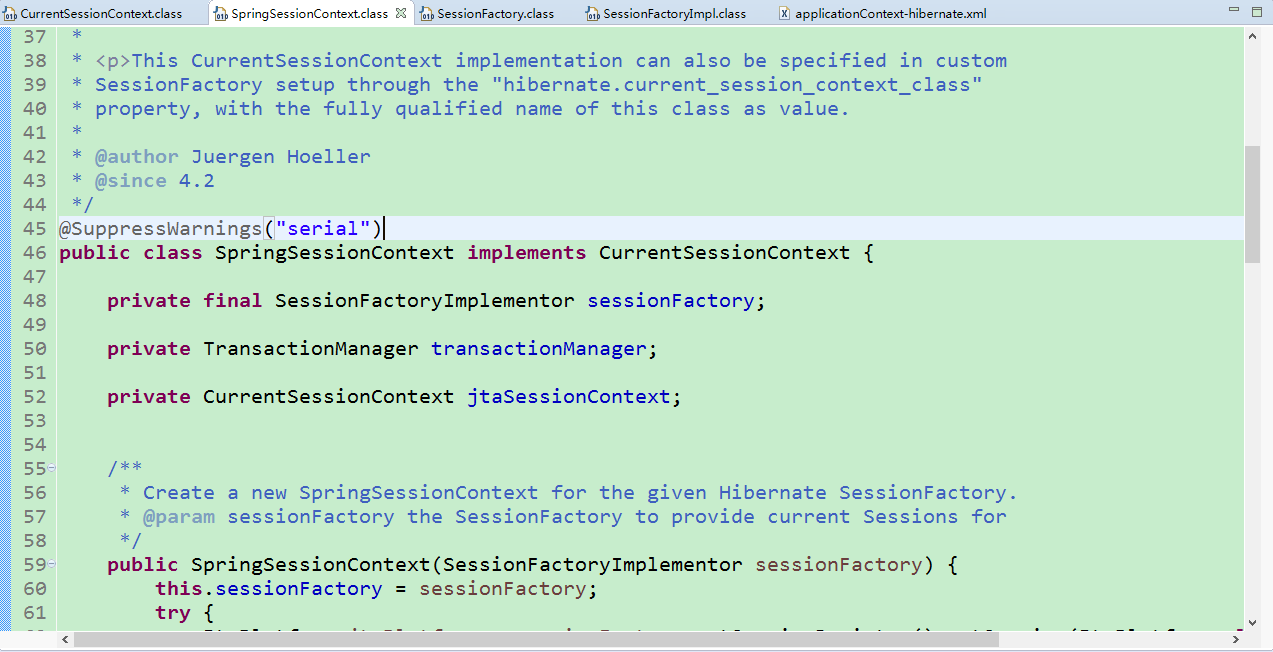 CurrentSessionContext.class SpringSessionContext.class SessionFactory.class SessionFactoryImpl.class applicationContext-hibernate.xml
37 *
38 * <p>This CurrentSessionContext implementation can also be specified in custom
39 * SessionFactory setup through the "hibernate.current_session_context_class"
40 * property, with the fully qualified name of this class as value.
41 *
42 * @author Juergen Hoeller
43 * @since 4.2
44 */
45 @SuppressWarnings("serial")
46 public class SpringSessionContext implements CurrentSessionContext {
47
48 private final SessionFactoryImplementor sessionFactory;
49
50 private TransactionManager transactionManager;
51
52 private CurrentSessionContext jtaSessionContext;
53
54
55 /**
56 * Create a new SpringSessionContext for the given Hibernate SessionFactory.
57 * @param sessionFactory the SessionFactory to provide current Sessions for
58 */
59 public SpringSessionContext(SessionFactoryImplementor sessionFactory) {
60 this.sessionFactory = sessionFactory;
61 try {